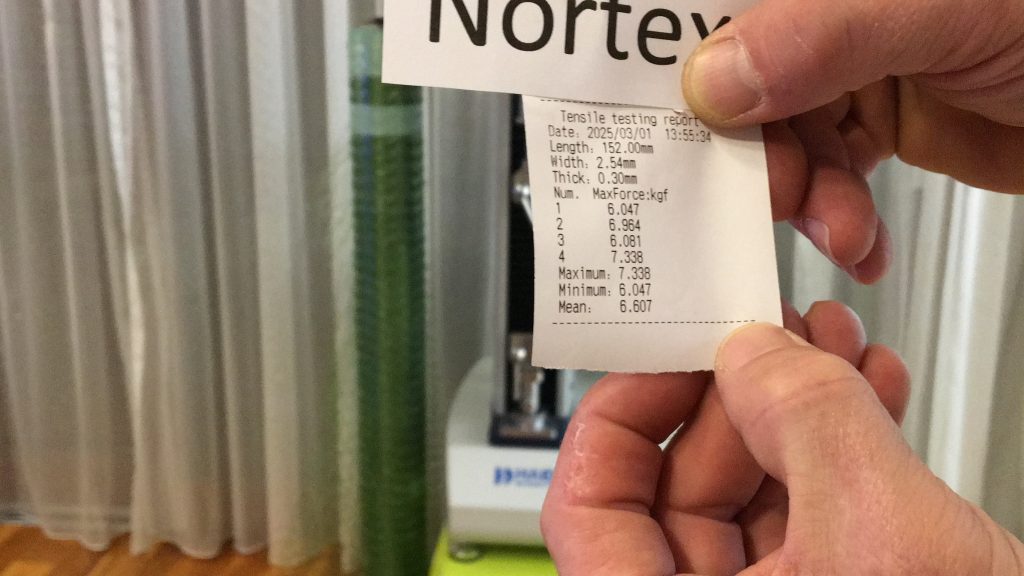 Nortex
Tensile testing report
Date: 2025/03/01 13:55:34
Length: 152.00mm
Width: 2.54mm
Thick: 0.30mm
Num. MaxForce:kgf
1 6.047
2 6.964
3 6.081
4 7.338
Maximum: 7.338
Minimum: 6.047
Mean: 6.607